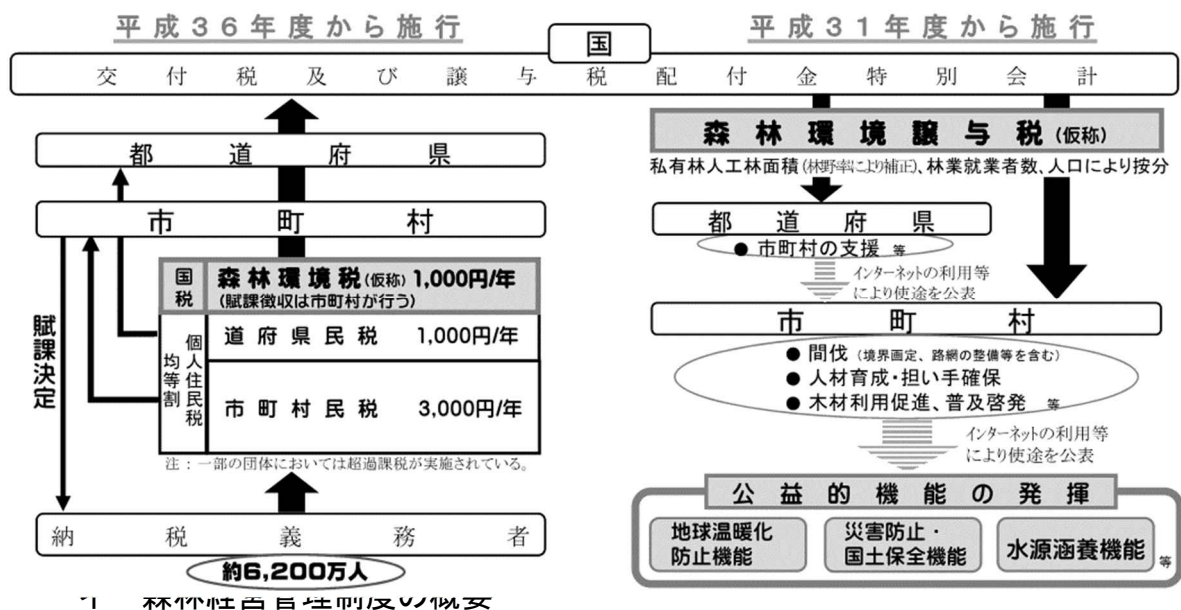 平成36年度から施行
国
平成31年度から施行
交付税及び譲与税配付金特別会計
都道府県
市町村
国税
森林環境税(仮称) 1,000円/年
(賦課徴収は市町村が行う)
個人住民税
均等割
道府県民税 1,000円/年
市町村民税 3,000円/年
注：一部の団体においては超過課税が実施されている。
賦課決定
納税義務者
約6,200万人
森林環境譲与税(仮称)
私有林人工林面積(林野率により補正)、林業就業者数、人口により按分
都道府県
● 市町村の支援 等
インターネットの利用等
により使途を公表
市町村
● 間伐(境界画定、路網の整備等を含む)
● 人材育成・担い手確保
● 木材利用促進、普及啓発 等
インターネットの利用等
により使途を公表
公益的機能の発揮
地球温暖化
防止機能
災害防止・
国土保全機能
水源涵養機能 等
森林経営管理制度の概要